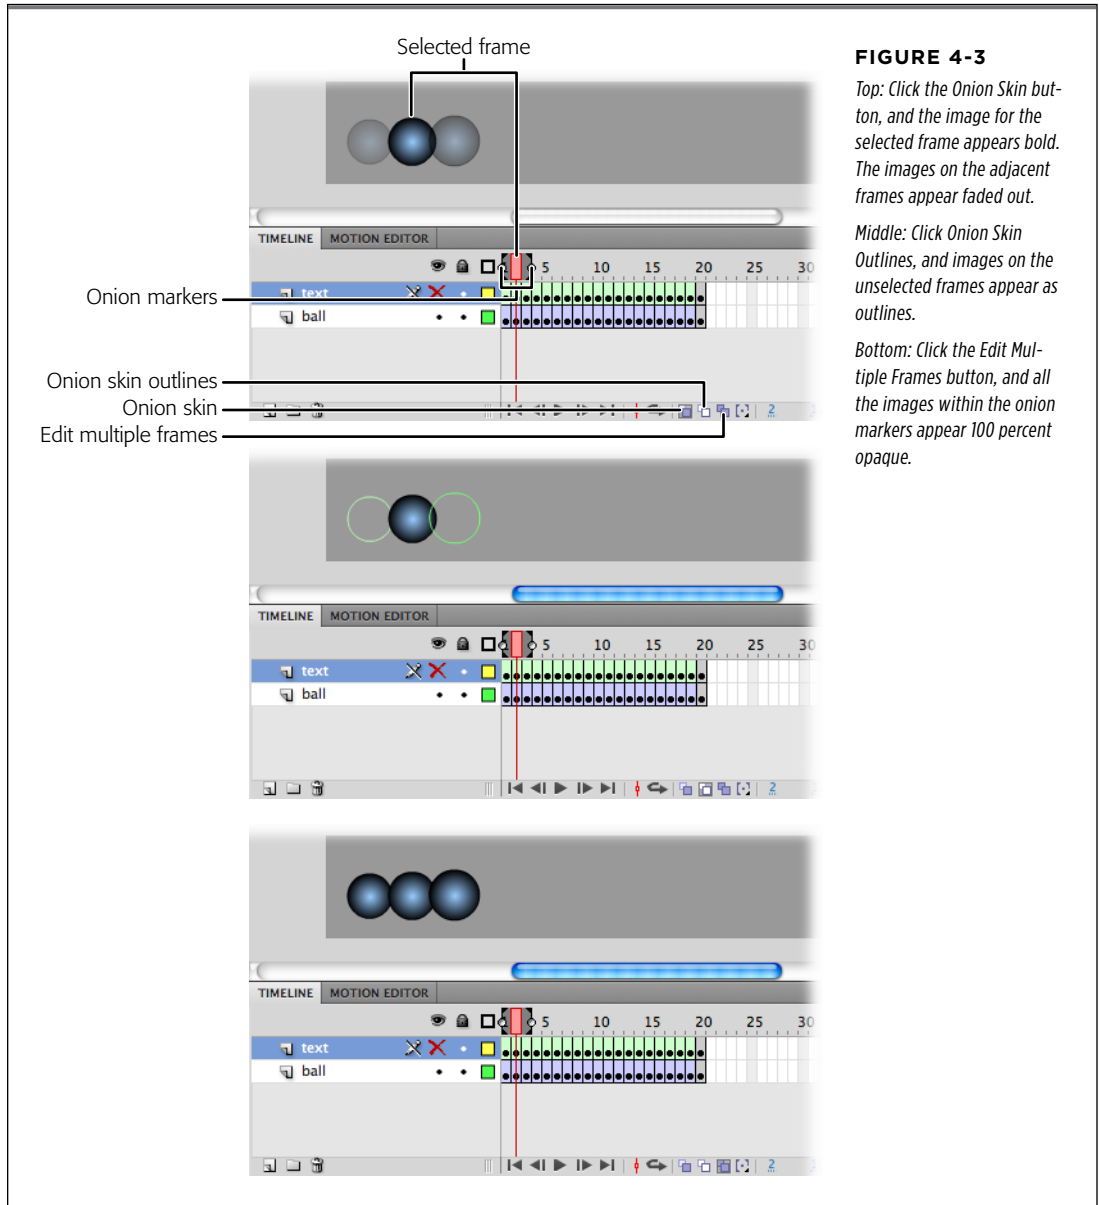 Selected frame
TIMELINE MOTION EDITOR
5 10 15 20 25 30
text
Onion markers
ball
Onion skin outlines
Onion skin
2
Edit multiple frames
TIMELINE MOTION EDITOR
5 10 15 20 25 30
text
ball
2
TIMELINE MOTION EDITOR
5 10 15 20 25 30
text
ball
2
FIGURE 4-3
Top: Click the Onion Skin but-
ton, and the image for the
selected frame appears bold.
The images on the adjacent
frames appear faded out.
Middle: Click Onion Skin
Outlines, and images on the
unselected frames appear as
outlines.
Bottom: Click the Edit Mul-
tiple Frames button, and all
the images within the onion
markers appear 100 percent
opaque.